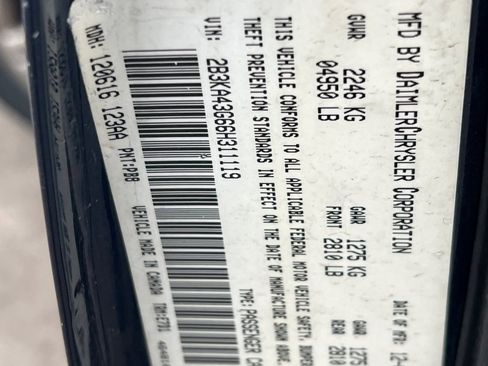 MFD BY DAIMLERCHRYSLER CORPORATION
GAWR 1275 KG
FRONT 2810 LB
GVWR 2246 KG
04950 LB
THIS VEHICLE CONFORMS TO ALL APPLICABLE FEDERAL MOTOR VEHICLE SAFETY,
THEFT PREVENTION STANDARDS IN EFFECT ON THE DATE OF MANUFACTURE SHOWN ABOVE.
VIN: 2B3KA43G66H311119
TYPE: PASSENGER
MDH: 120616 123AA PNT: PB8
VEHICLE MADE IN CANADA